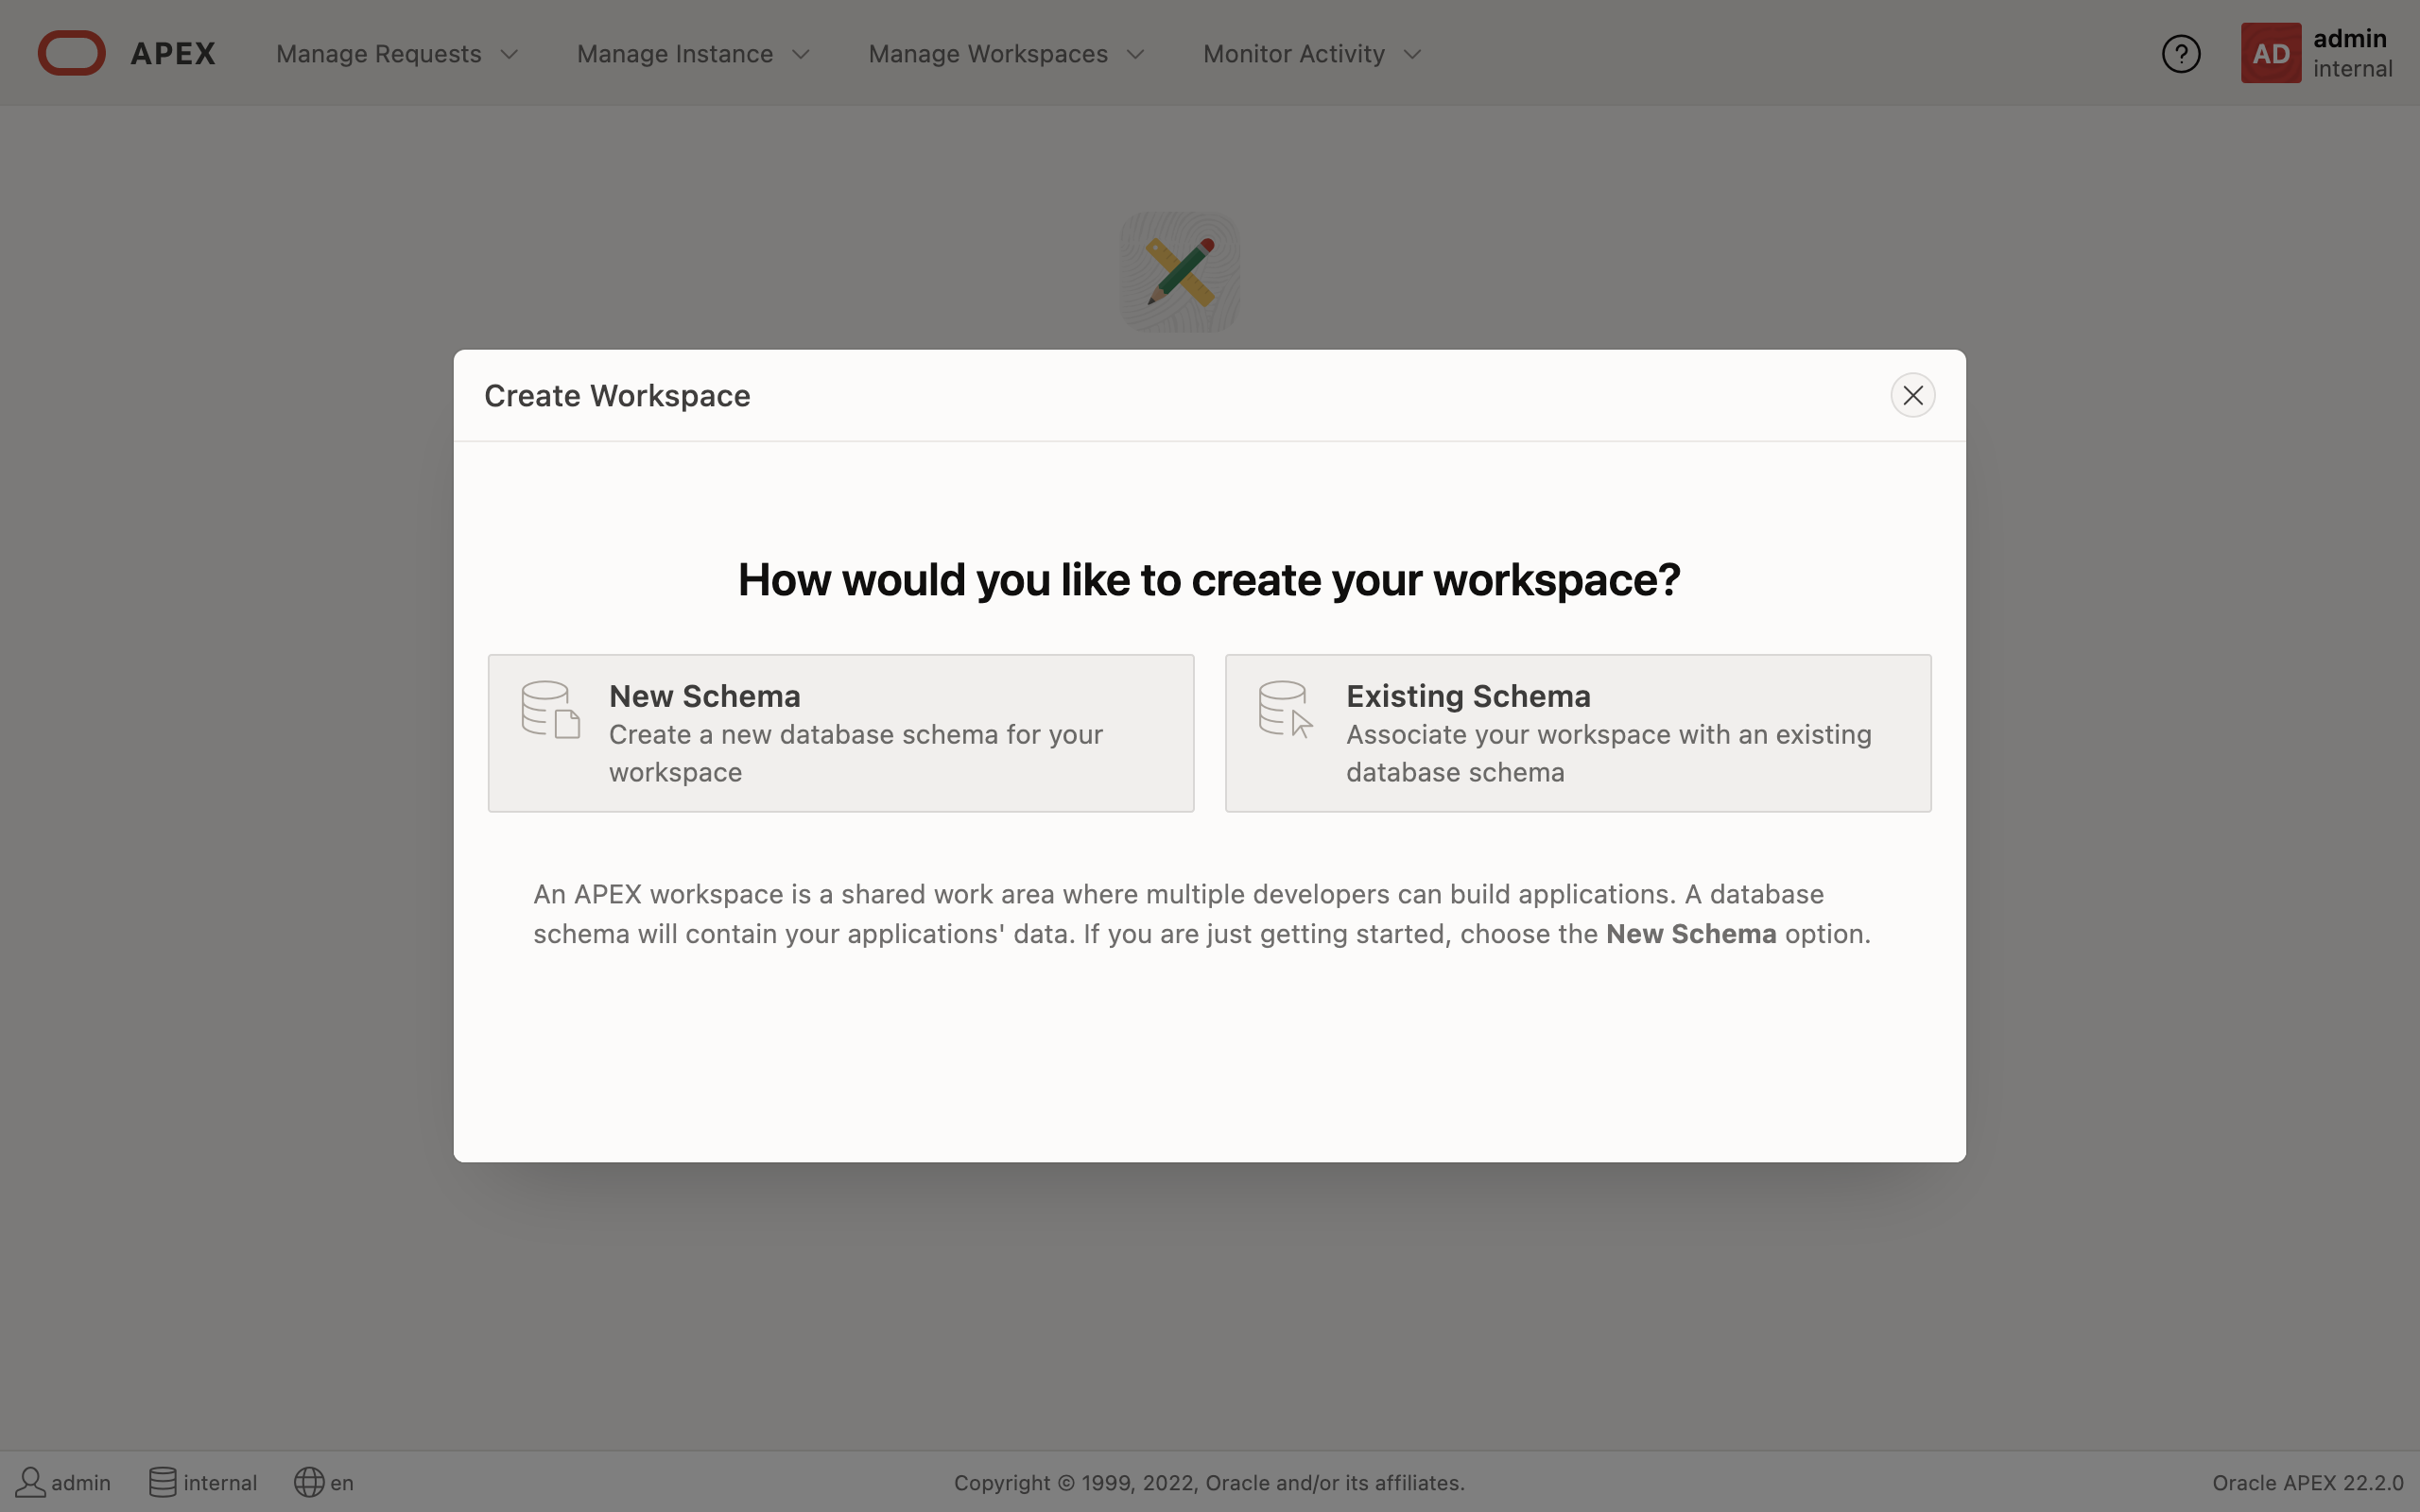 APEX Manage Requests Manage Instance Manage Workspaces Monitor Activity ? AD admin
internal
Create Workspace
How would you like to create your workspace?
New Schema
Create a new database schema for your
workspace
Existing Schema
Associate your workspace with an existing
database schema
An APEX workspace is a shared work area where multiple developers can build applications. A database
schema will contain your applications' data. If you are just getting started, choose the New Schema option.
admin internal en Copyright © 1999, 2022, Oracle and/or its affiliates. Oracle APEX 22.2.0